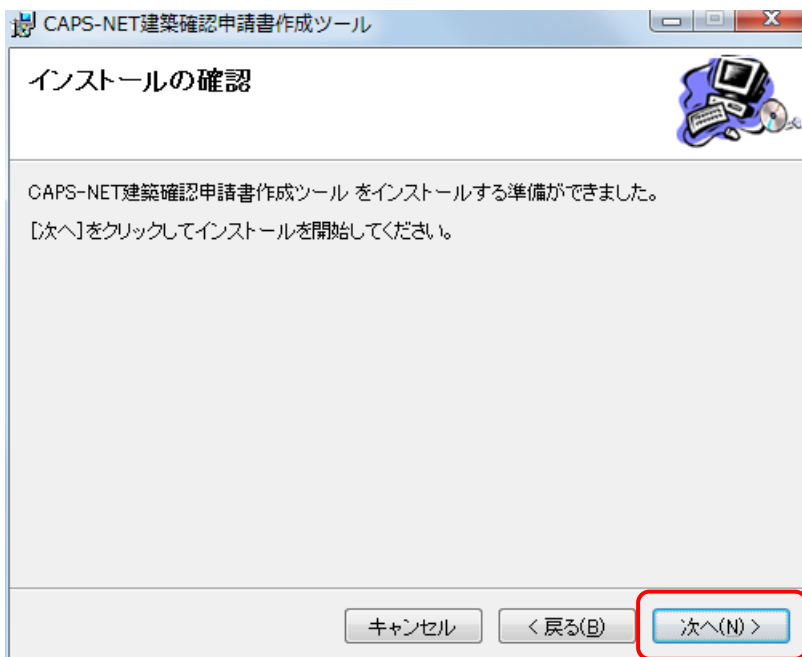 CAPS-NET建築確認申請書作成ツール
インストールの確認
CAPS-NET建築確認申請書作成ツール をインストールする準備ができました。
[次へ]をクリックしてインストールを開始してください。
キャンセル
< 戻る(B)
次へ(N) >